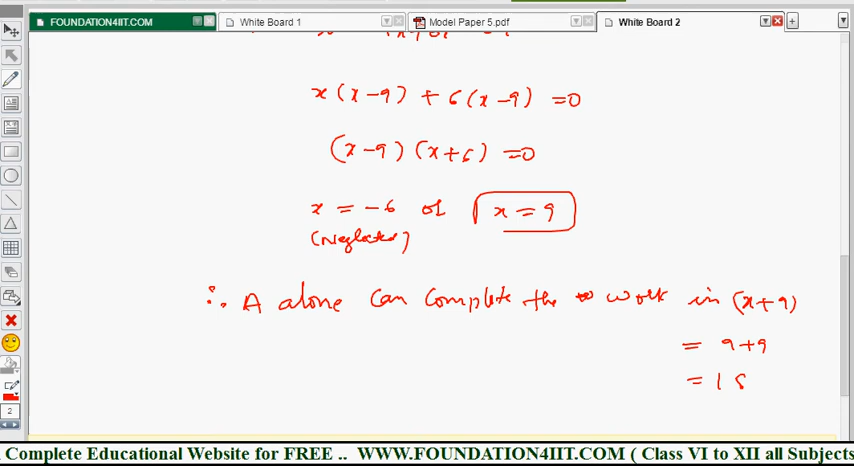 FOUNDATION4IIT.COM
White Board 1
Model Paper 5.pdf
White Board 2
x(x-9) + 6(x-9) =0
(x-9) (x+6) =0
x = -6 or x = 9
(Neglected)
∴ A alone can complete the work in (x+9)
= 9+9
= 18
2
Complete Educational Website for FREE .. WWW.FOUNDATION4IIT.COM ( Class VI to XII all Subjects